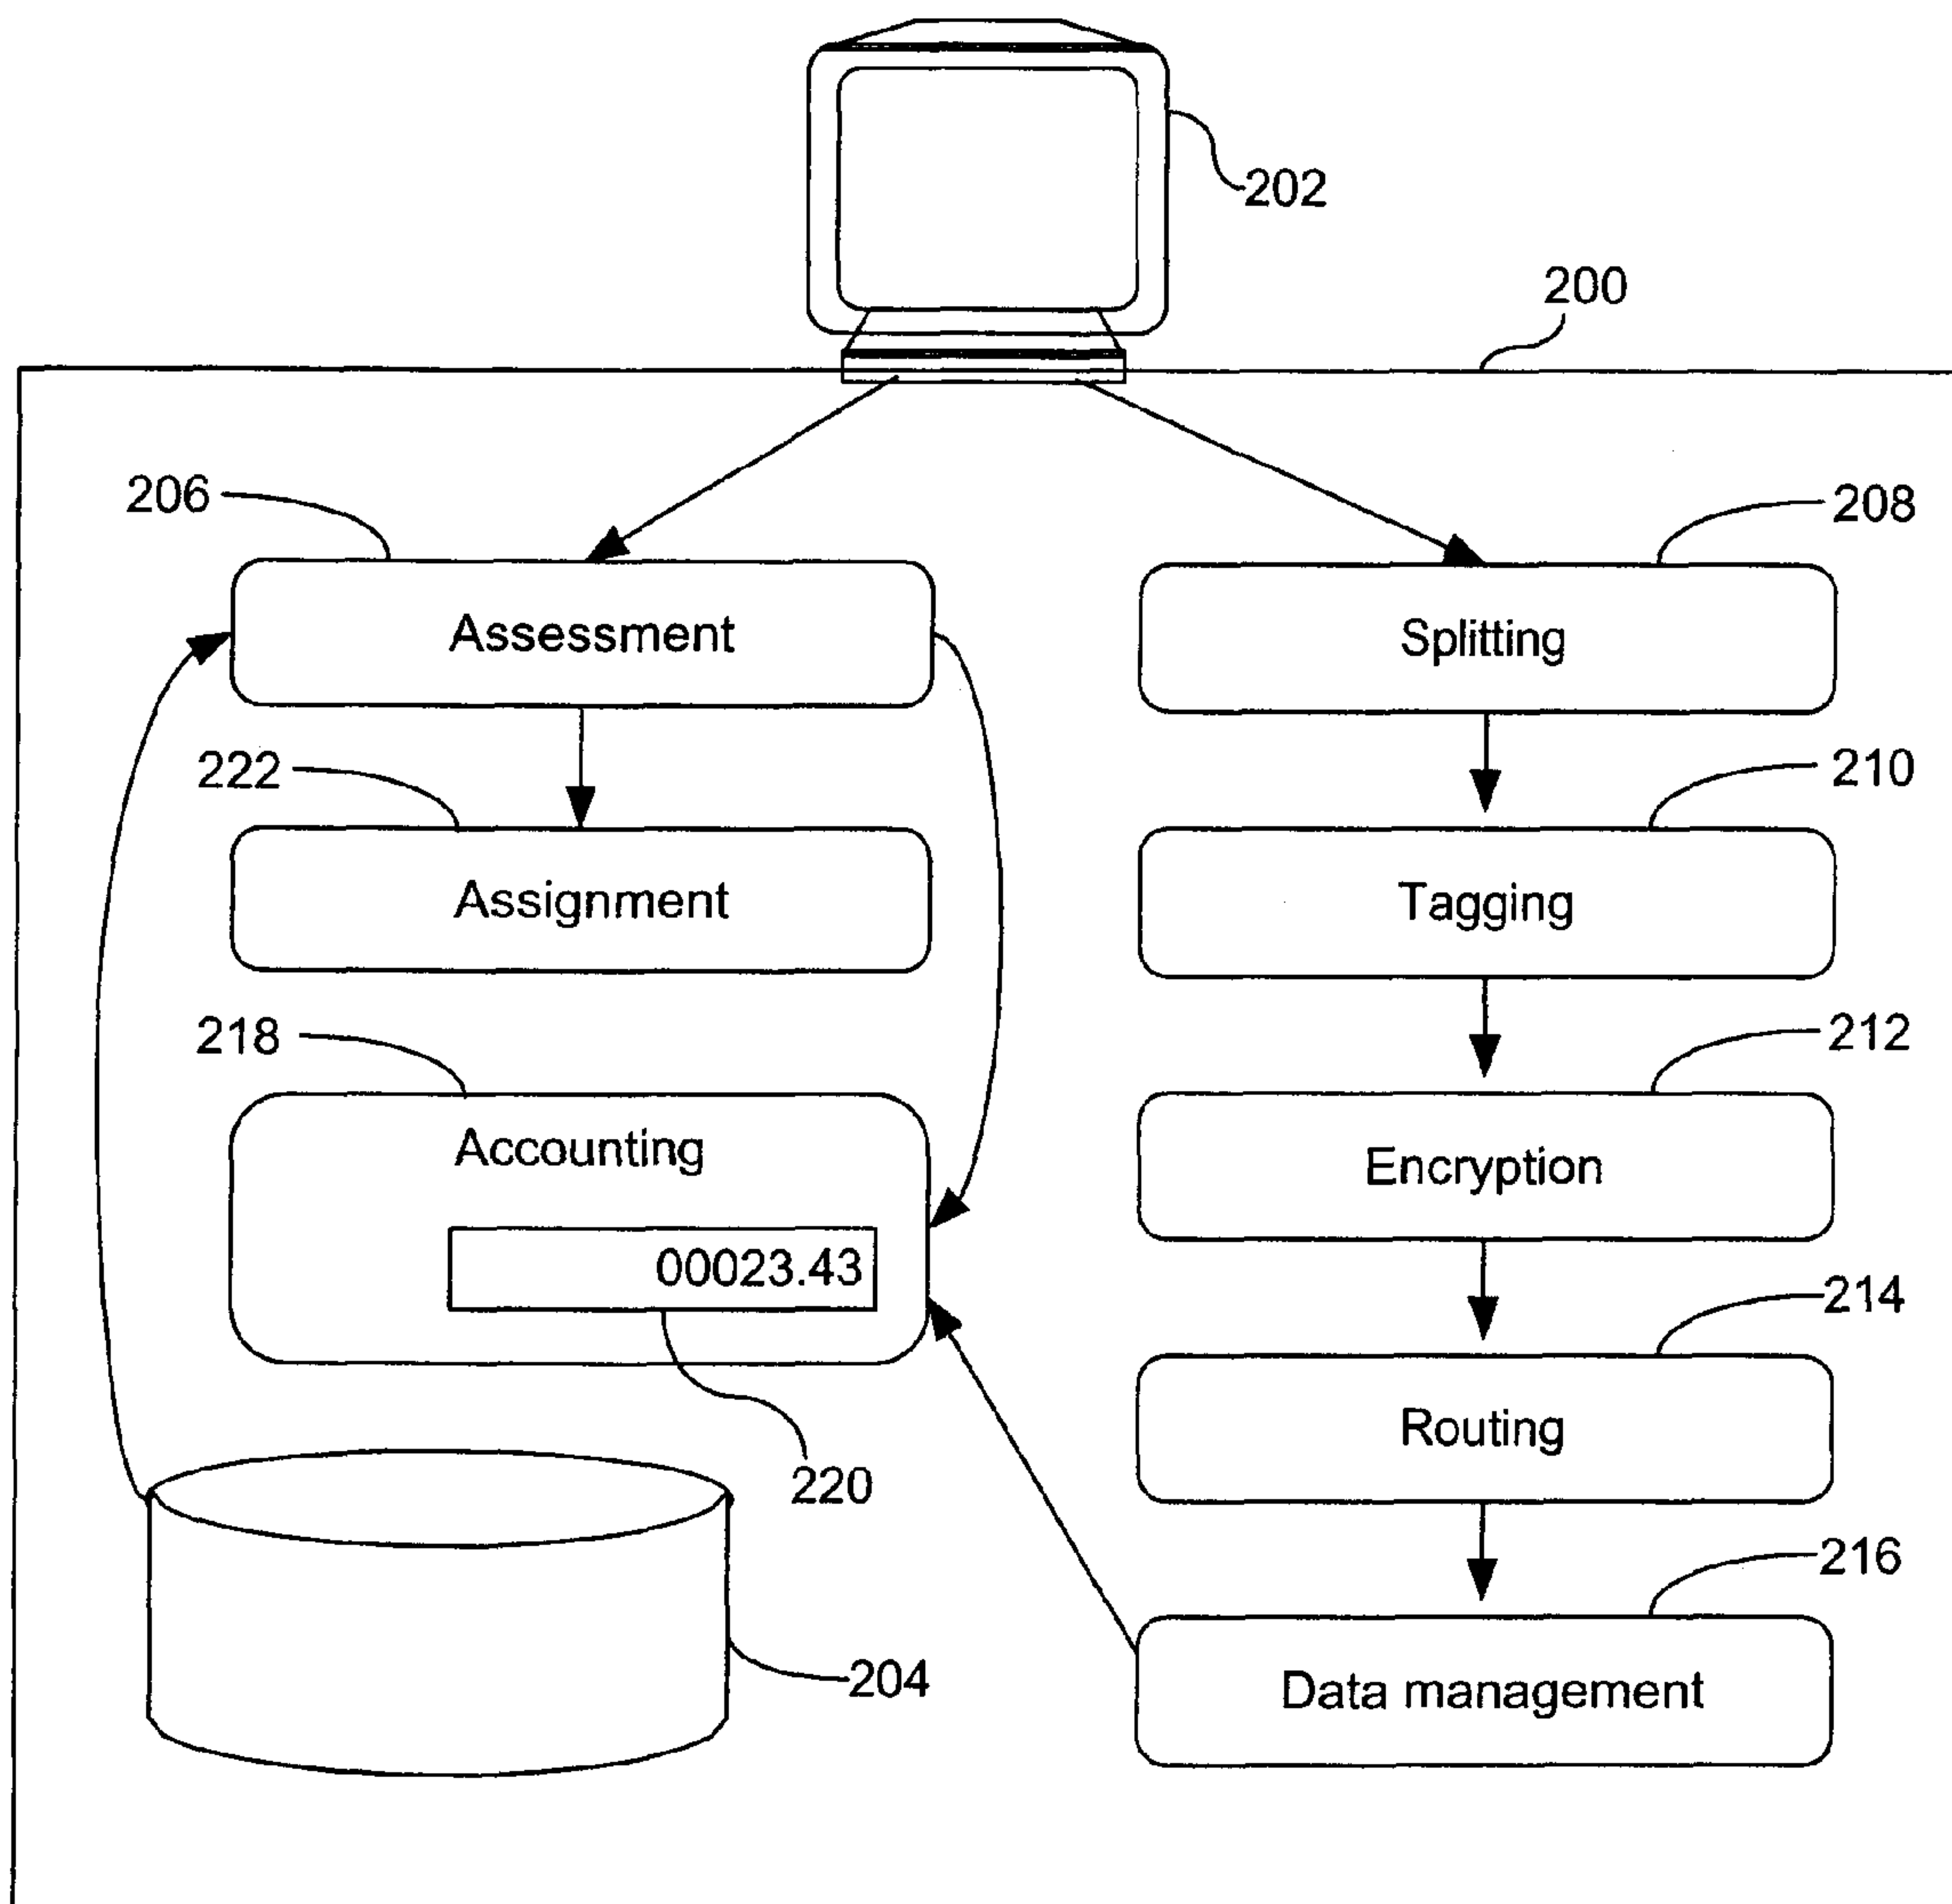 202
200
206
208
Assessment
Splitting
222
210
Assignment
Tagging
218
212
Accounting
Encryption
00023.43
214
Routing
220
216
204
Data management